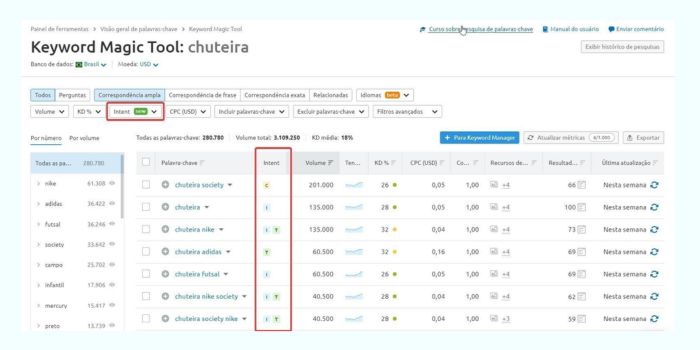 Painel de ferramentas > Visão geral de palavras-chave > Keyword Magic Tool
Curso sobre pesquisa de palavras-chave Manual do usuário Enviar comentário
Keyword Magic Tool: chuteira
Exibir histórico de pesquisas
Banco de dados: Brasil Moeda: USD
Todos Perguntas Correspondência ampla Correspondência de frase Correspondência exata Relacionadas Idiomas beta
Volume KD % Intent new CPC (USD) Incluir palavras-chave Excluir palavras-chave Filtros avançados
Por número Por volume Todas as palavras-chave: 280.780 Volume total: 3.109.250 KD média: 18%
+ Para Keyword Manager Atualizar métricas Exportar
Todas as pa... 280.780 Palavra-chave Intent Volume Ten... KD % CPC (USD) Co... Recursos de... Resultad... Última atualização
nike 61.308 chuteira society C 201.000 26 0,05 1,00 +4 66 Nesta semana
adidas 36.422 chuteira I 135.000 28 0,05 1,00 +4 100 Nesta semana
futsal 36.246 chuteira nike I T 135.000 32 0,04 1,00 +4 73 Nesta semana
society 33.642 chuteira adidas T 60.500 32 0,16 1,00 +4 69 Nesta semana
campo 25.702 chuteira futsal I 60.500 26 0,05 1,00 +4 69 Nesta semana
infantil 17.906 chuteira nike society I T 40.500 28 0,04 1,00 +4 62 Nesta semana
mercury 15.417 chuteira society nike I T 40.500 28 0,04 1,00 +3 59 Nesta semana
preto 13.739